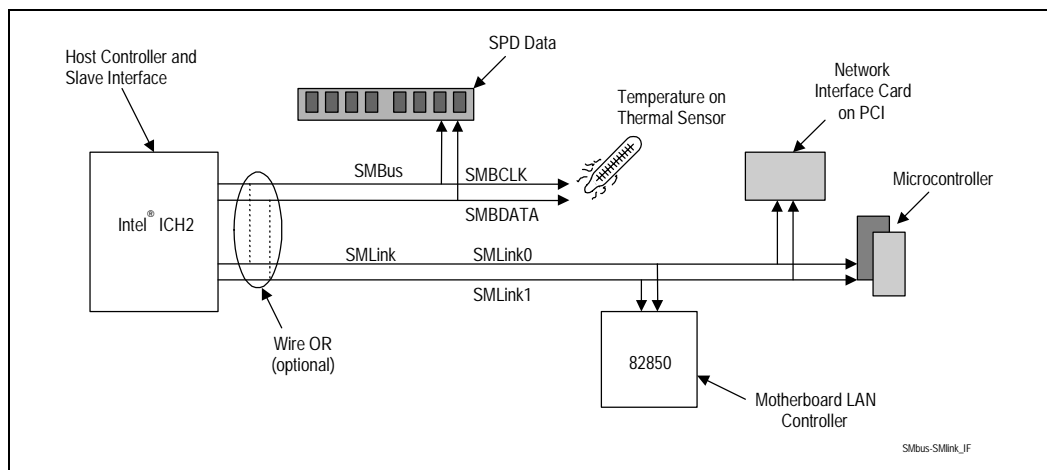 SPD Data
Host Controller and
Slave Interface
Network
Interface Card
on PCI
Temperature on
Thermal Sensor
SMBus
SMBCLK
Microcontroller
SMBDATA
Intel® ICH2
SMLink
SMLink0
SMLink1
Wire OR
(optional)
82850
Motherboard LAN
Controller
SMbus-SMlink_IF